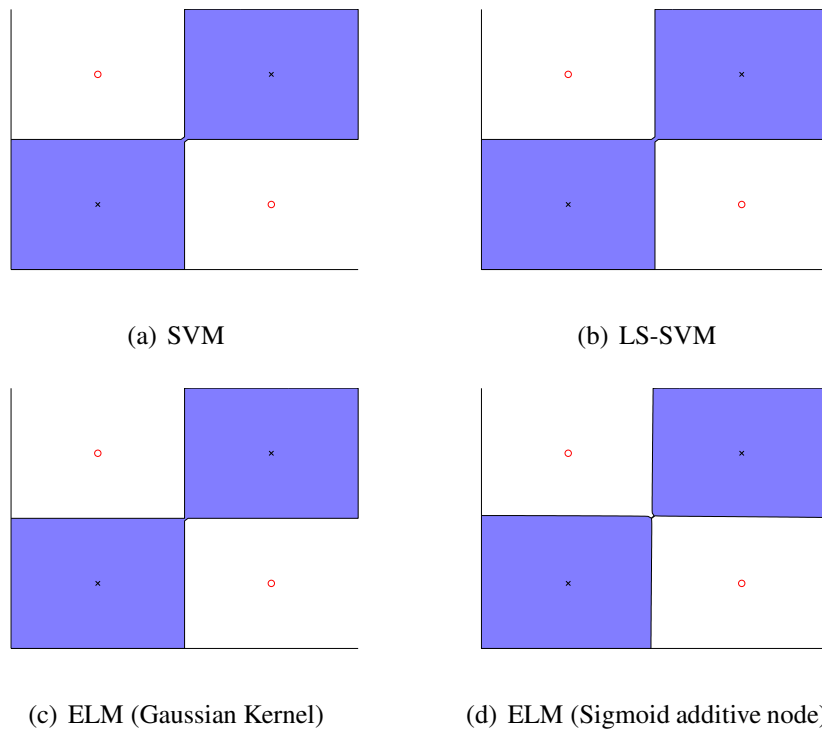 (a) SVM
(b) LS-SVM
(c) ELM (Gaussian Kernel)
(d) ELM (Sigmoid additive node)